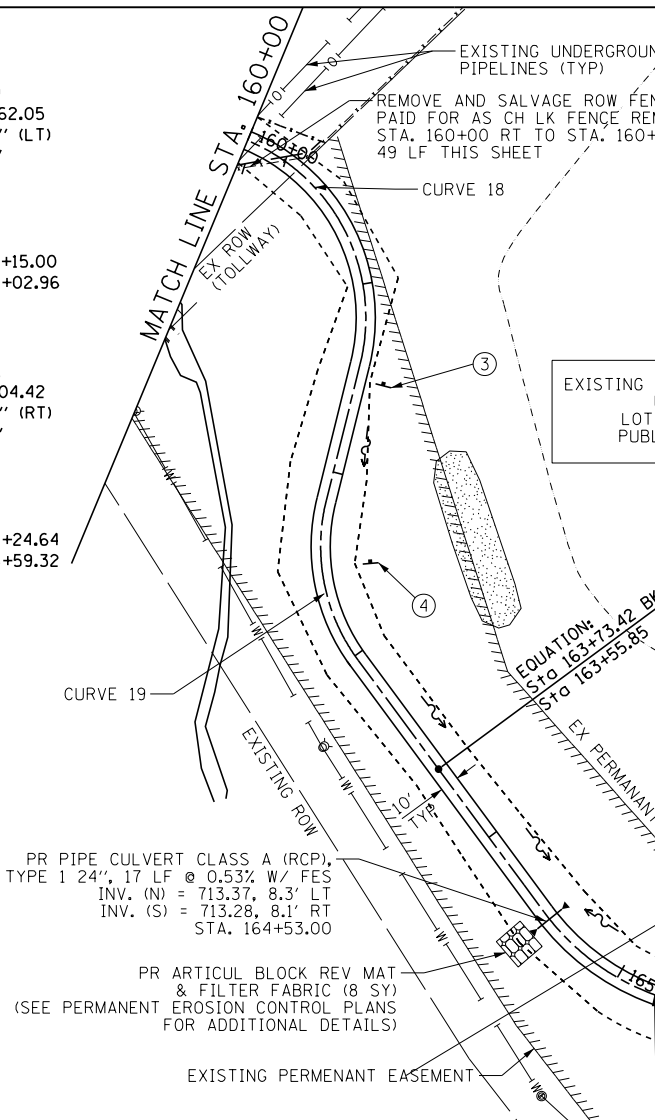 62.05
'' (LT)
+15.00
+02.96
04.42
'' (RT)
+24.64
+59.32
MATCH LINE STA. 160+00
EXISTING UNDERGROUN
PIPELINES (TYP)
REMOVE AND SALVAGE ROW FEN
PAID FOR AS CH LK FENCE REM
STA. 160+00 RT TO STA. 160+
49 LF THIS SHEET
160+00
CURVE 18
EX ROW
(TOLLWAY)
3
EXISTING
LOT
PUBL
4
EQUATION:
Sta 163+73.42 BK
Sta 163+55.85
CURVE 19
EX PERMANANT
EXISTING ROW
10'
TYP
PR PIPE CULVERT CLASS A (RCP),
TYPE 1 24'', 17 LF @ 0.53% W/ FES
INV. (N) = 713.37, 8.3' LT
INV. (S) = 713.28, 8.1' RT
STA. 164+53.00
PR ARTICUL BLOCK REV MAT
& FILTER FABRIC (8 SY)
(SEE PERMANENT EROSION CONTROL PLANS
FOR ADDITIONAL DETAILS)
165
EXISTING PERMENANT EASEMENT
W
W
W
W
W
W